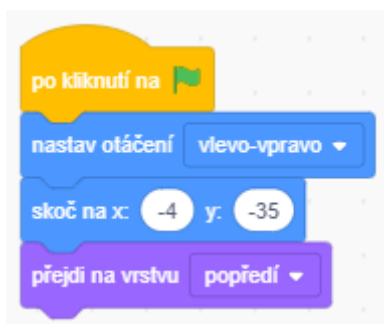 po kliknutí na
nastav otáčení vlevo-vpravo
skoč na x: -4 y: -35
přejdi na vrstvu popředí